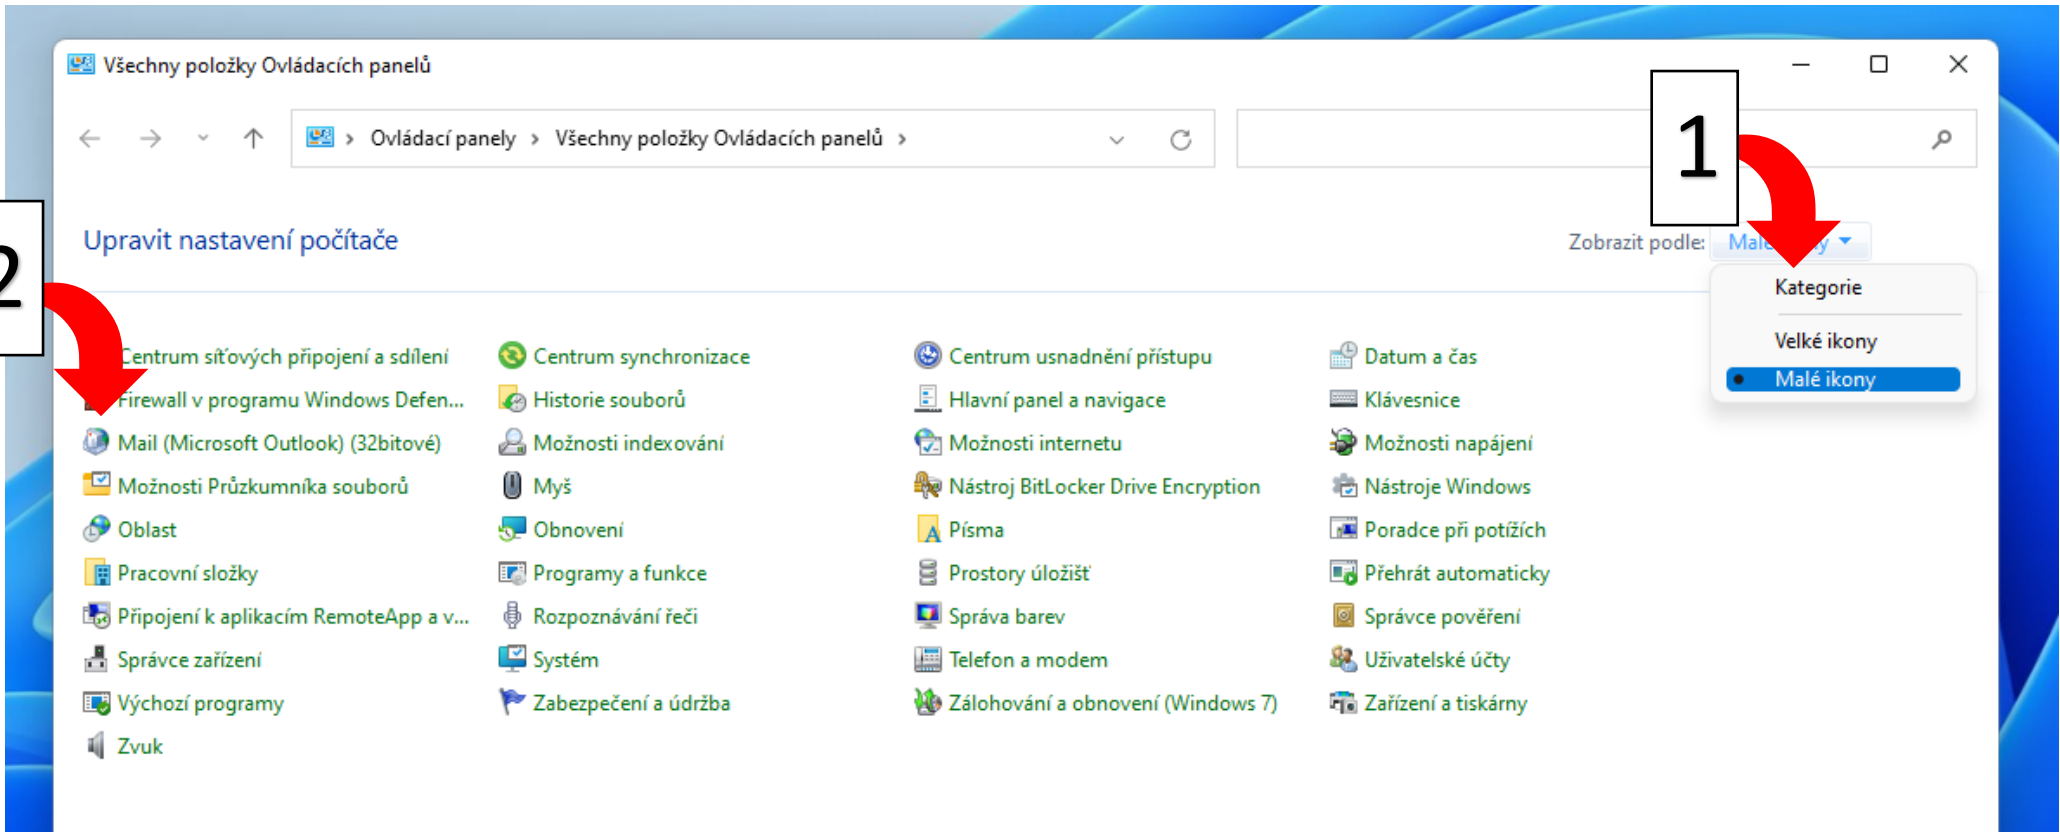 Všechny položky Ovládacích panelů
Ovládací panely > Všechny položky Ovládacích panelů >
1
2
Upravit nastavení počítače
Zobrazit podle:
Kategorie
Velké ikony
Malé ikony
Centrum síťových připojení a sdílení Centrum synchronizace Centrum usnadnění přístupu Datum a čas
Firewall v programu Windows Defen... Historie souborů Hlavní panel a navigace Klávesnice
Mail (Microsoft Outlook) (32bitové) Možnosti indexování Možnosti internetu Možnosti napájení
Možnosti Průzkumníka souborů Myš Nástroj BitLocker Drive Encryption Nástroje Windows
Oblast Obnovení Písma Poradce při potížích
Pracovní složky Programy a funkce Prostory úložišť Přehrát automaticky
Připojení k aplikacím RemoteApp a v... Rozpoznávání řeči Správa barev Správce pověření
Správce zařízení Systém Telefon a modem Uživatelské účty
Výchozí programy Zabezpečení a údržba Zálohování a obnovení (Windows 7) Zařízení a tiskárny
Zvuk